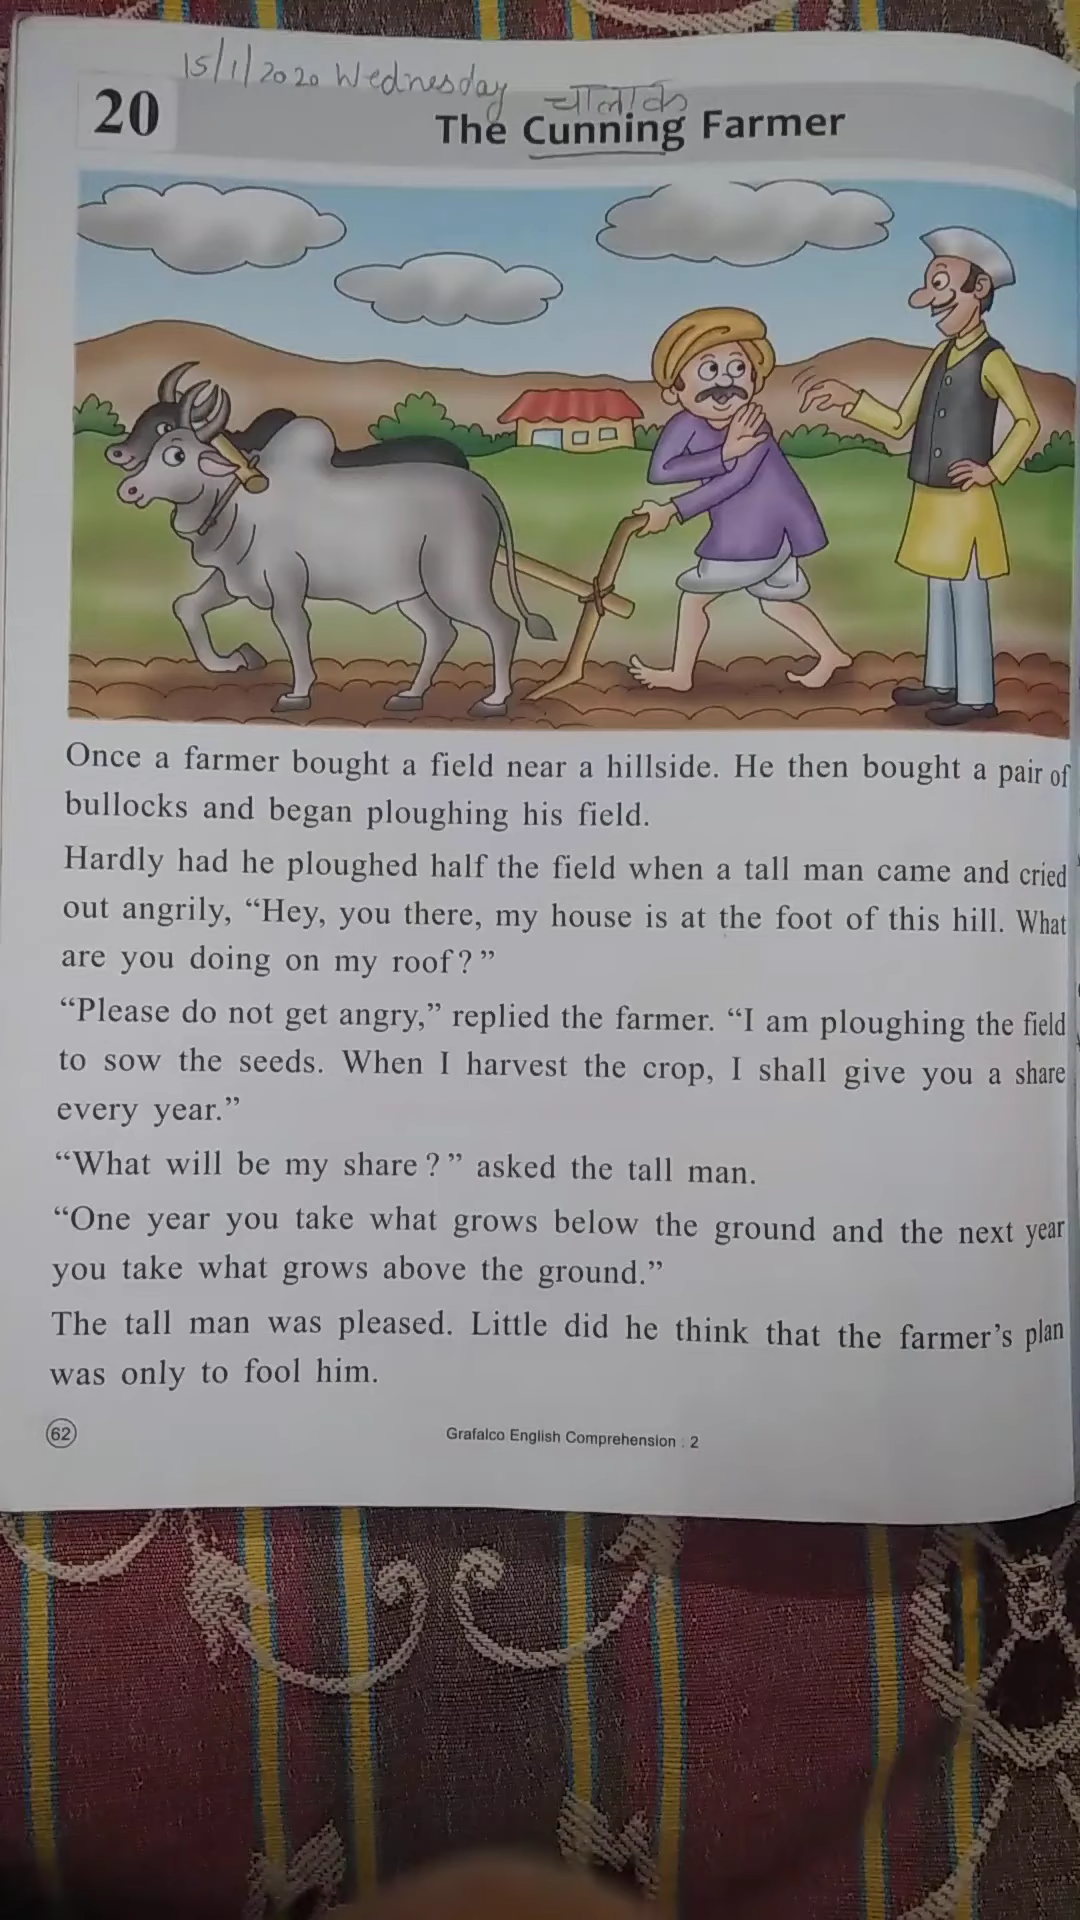 15/1/2020 Wednesday
चालाक
20
The Cunning Farmer
Once a farmer bought a field near a hillside. He then bought a pair of
bullocks and began ploughing his field.
Hardly had he ploughed half the field when a tall man came and cried
out angrily, “Hey, you there, my house is at the foot of this hill. What
are you doing on my roof?”
“Please do not get angry,” replied the farmer. “I am ploughing the field
to sow the seeds. When I harvest the crop, I shall give you a share
every year.”
“What will be my share?” asked the tall man.
“One year you take what grows below the ground and the next year
you take what grows above the ground.”
The tall man was pleased. Little did he think that the farmer’s plan
was only to fool him.
62
Grafalco English Comprehension : 2